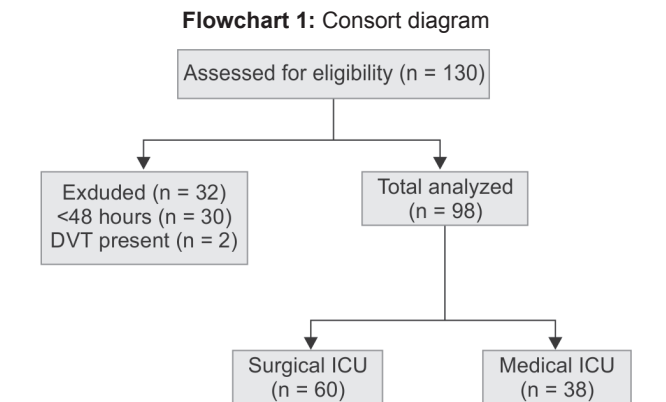 Flowchart 1: Consort diagram
Assessed for eligibility (n = 130)
Exduded (n = 32)
<48 hours (n = 30)
DVT present (n = 2)
Total analyzed
(n = 98)
Surgical ICU
(n = 60)
Medical ICU
(n = 38)